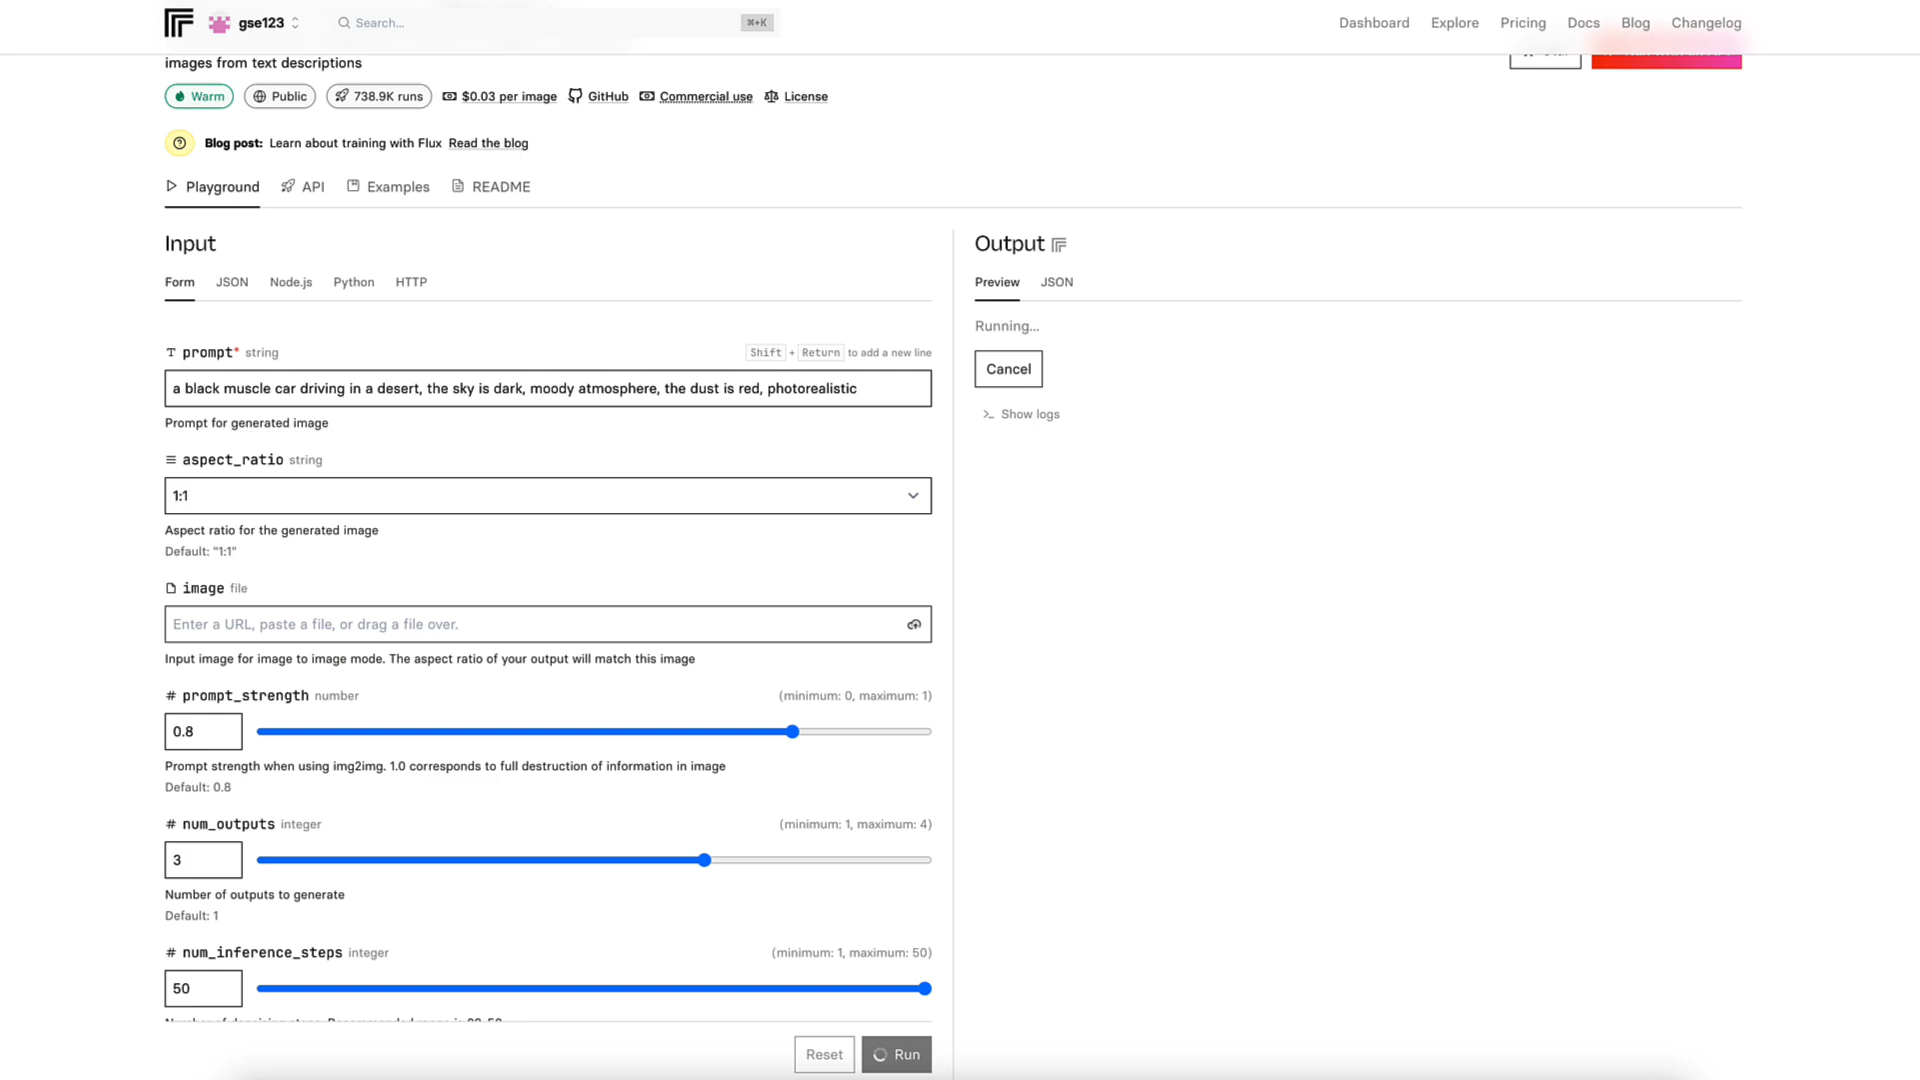 gse123 Search... ⌘+K Dashboard Explore Pricing Docs Blog Changelog
images from text descriptions
Warm Public 738.9K runs $0.03 per image GitHub Commercial use License
Blog post: Learn about training with Flux Read the blog
Playground API Examples README
Input
Form JSON Node.js Python HTTP
prompt* string Shift + Return to add a new line
a black muscle car driving in a desert, the sky is dark, moody atmosphere, the dust is red, photorealistic
Prompt for generated image
aspect_ratio string
1:1
Aspect ratio for the generated image
Default: "1:1"
image file
Enter a URL, paste a file, or drag a file over.
Input image for image to image mode. The aspect ratio of your output will match this image
# prompt_strength number (minimum: 0, maximum: 1)
0.8
Prompt strength when using img2img. 1.0 corresponds to full destruction of information in image
Default: 0.8
# num_outputs integer (minimum: 1, maximum: 4)
3
Number of outputs to generate
Default: 1
# num_inference_steps integer (minimum: 1, maximum: 50)
50
Reset Run
Output
Preview JSON
Running...
Cancel
>_ Show logs